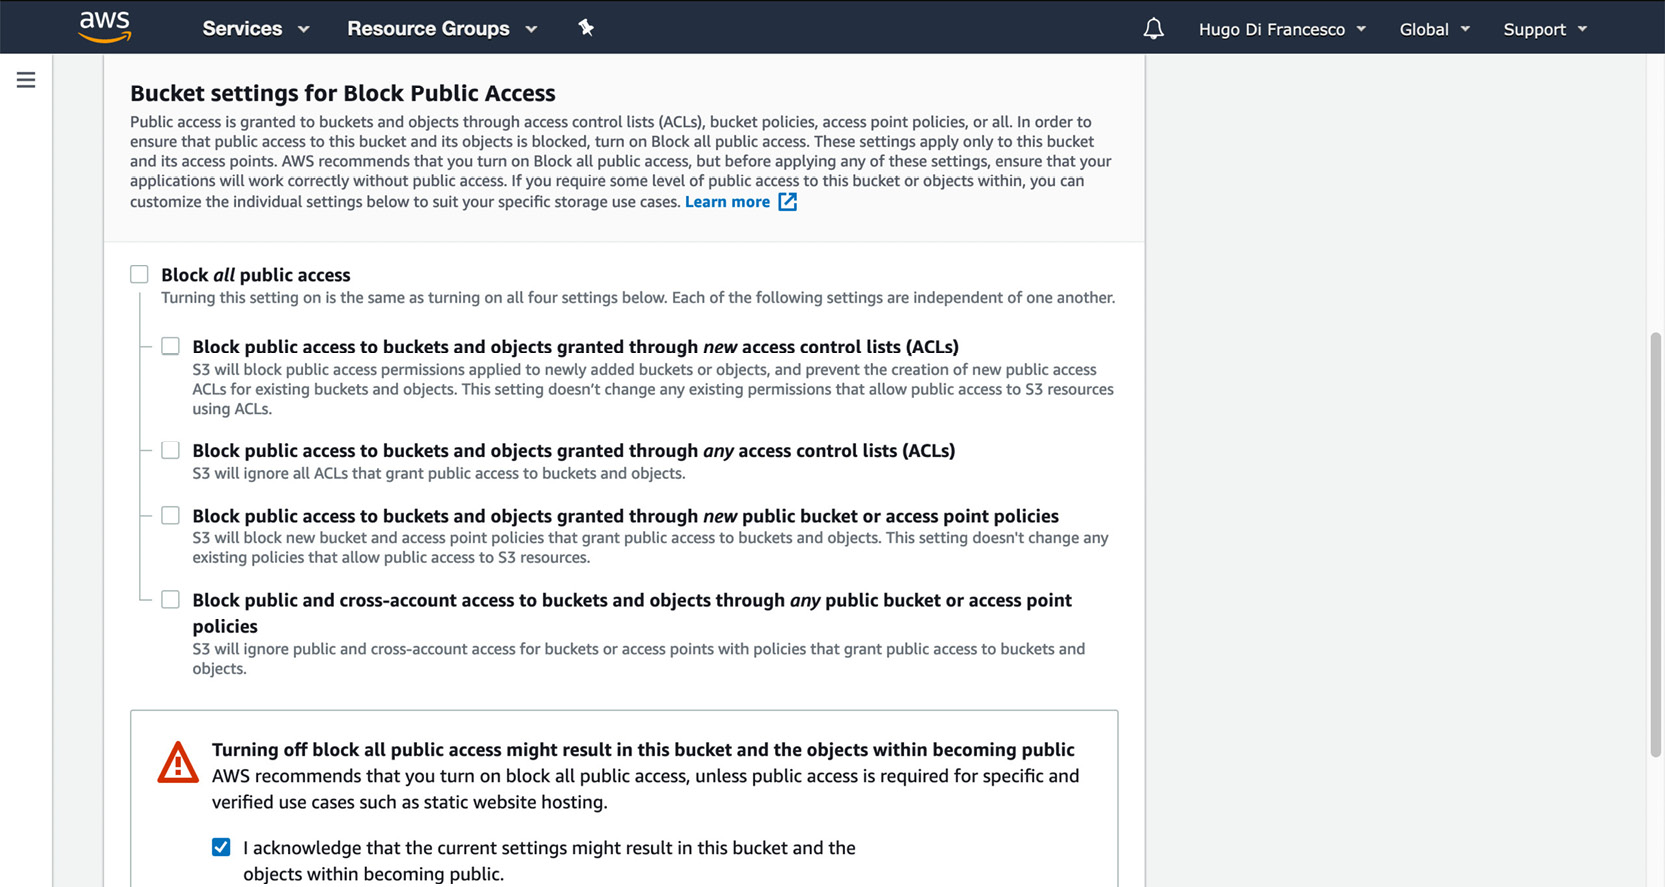 aws Services Resource Groups Hugo Di Francesco Global Support
Bucket settings for Block Public Access
Public access is granted to buckets and objects through access control lists (ACLs), bucket policies, access point policies, or all. In order to
ensure that public access to this bucket and its objects is blocked, turn on Block all public access. These settings apply only to this bucket
and its access points. AWS recommends that you turn on Block all public access, but before applying any of these settings, ensure that your
applications will work correctly without public access. If you require some level of public access to this bucket or objects within, you can
customize the individual settings below to suit your specific storage use cases. Learn more
Block all public access
Turning this setting on is the same as turning on all four settings below. Each of the following settings are independent of one another.
Block public access to buckets and objects granted through new access control lists (ACLs)
S3 will block public access permissions applied to newly added buckets or objects, and prevent the creation of new public access
ACLs for existing buckets and objects. This setting doesn’t change any existing permissions that allow public access to S3 resources
using ACLs.
Block public access to buckets and objects granted through any access control lists (ACLs)
S3 will ignore all ACLs that grant public access to buckets and objects.
Block public access to buckets and objects granted through new public bucket or access point policies
S3 will block new bucket and access point policies that grant public access to buckets and objects. This setting doesn't change any
existing policies that allow public access to S3 resources.
Block public and cross-account access to buckets and objects through any public bucket or access point
policies
S3 will ignore public and cross-account access for buckets or access points with policies that grant public access to buckets and
objects.
Turning off block all public access might result in this bucket and the objects within becoming public
AWS recommends that you turn on block all public access, unless public access is required for specific and
verified use cases such as static website hosting.
I acknowledge that the current settings might result in this bucket and the
objects within becoming public.